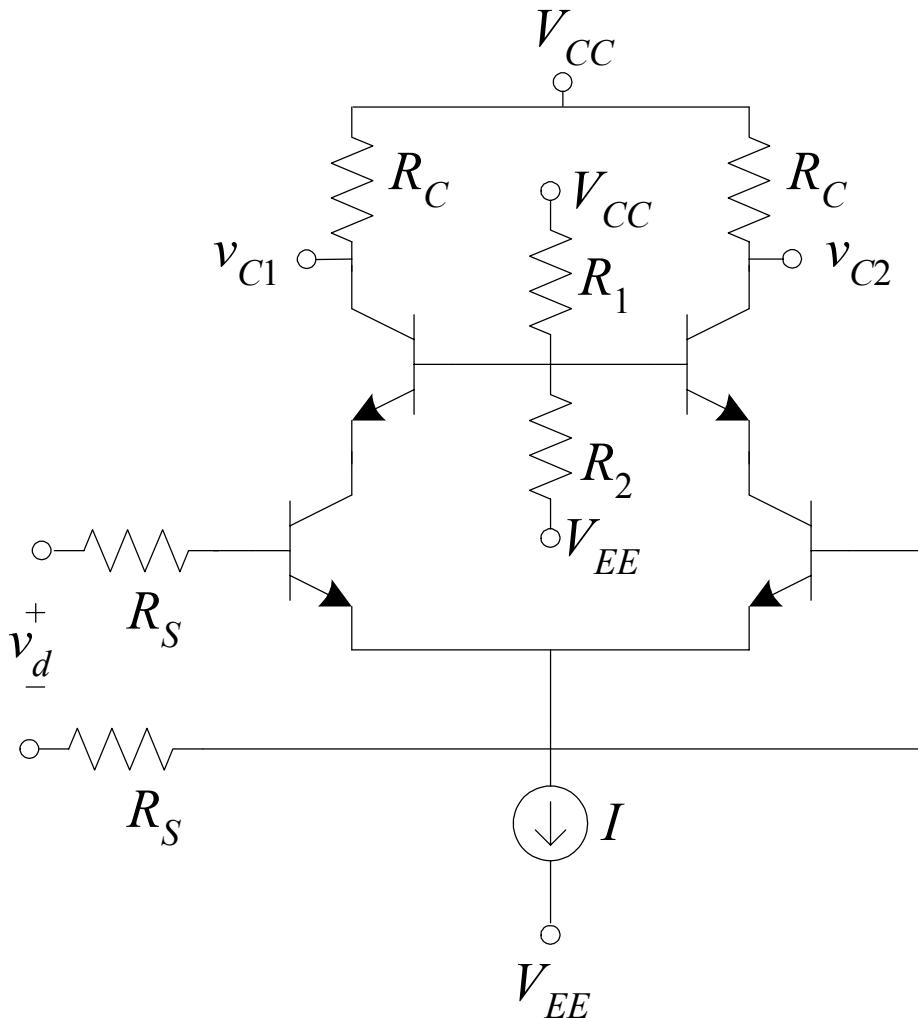 V_CC
R_C V_CC R_C
v_C1 R_1 v_C2
R_2
V_EE
R_S
+
v_d
−
R_S
I
V_EE